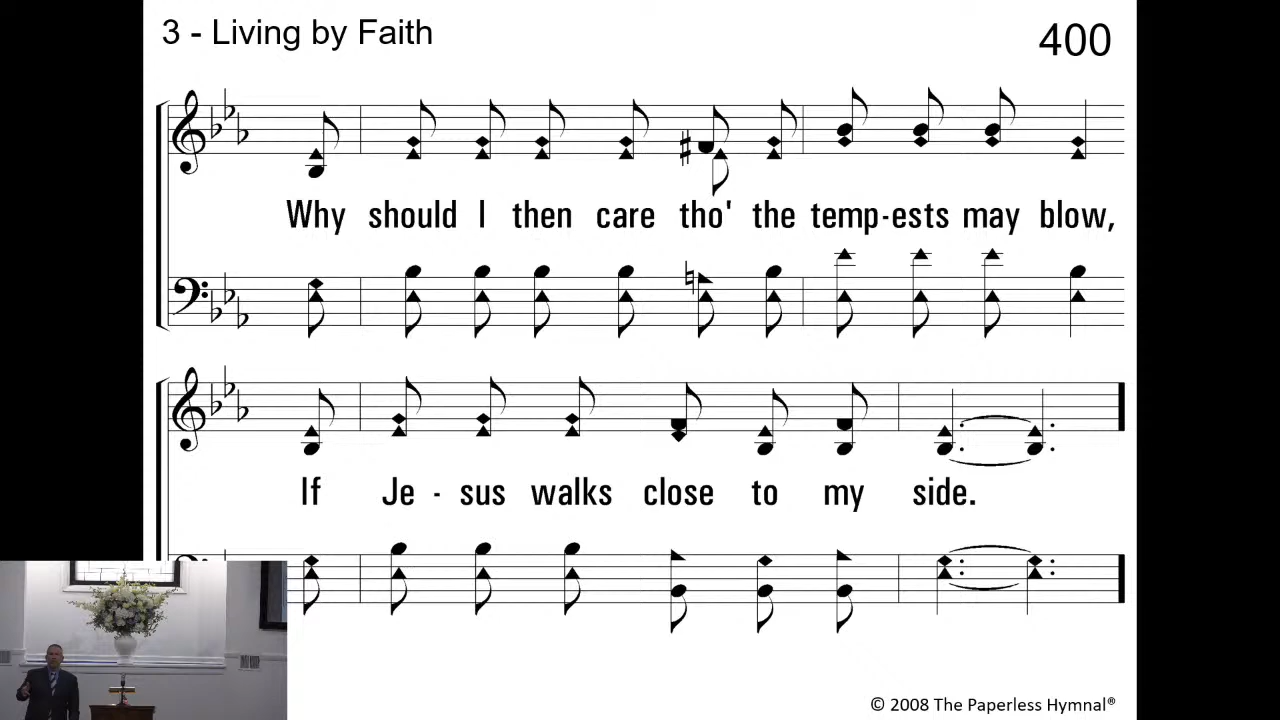 3 - Living by Faith
400
Why should I then care tho' the temp-ests may blow,
If Je - sus walks close to my side.
© 2008 The Paperless Hymnal®